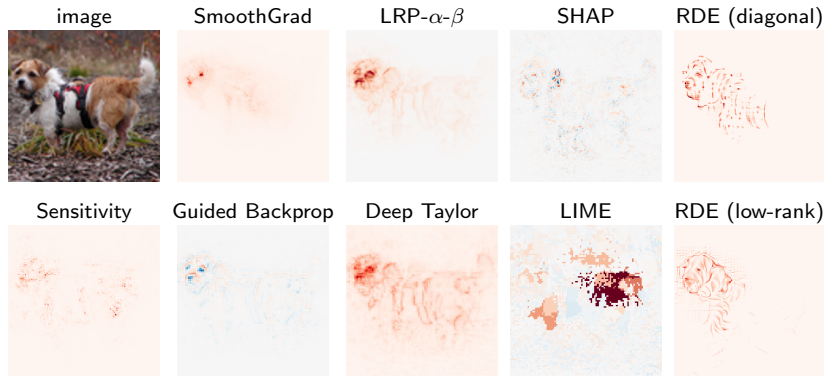 image SmoothGrad LRP-α-β SHAP RDE (diagonal)
Sensitivity Guided Backprop Deep Taylor LIME RDE (low-rank)